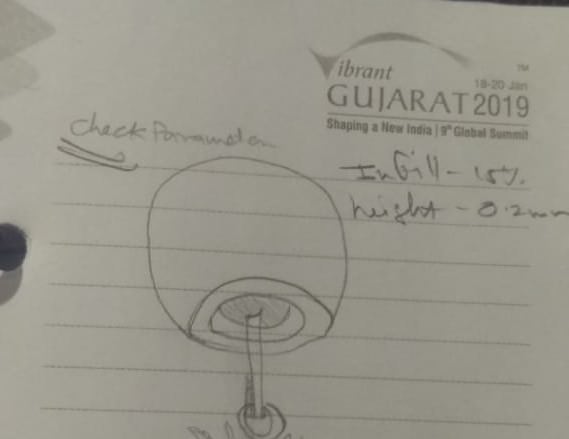 Vibrant
TM
18-20 Jan
GUJARAT 2019
Shaping a New India | 9th Global Summit
Check Parameter
Infill - 15%
height - 0.2mm